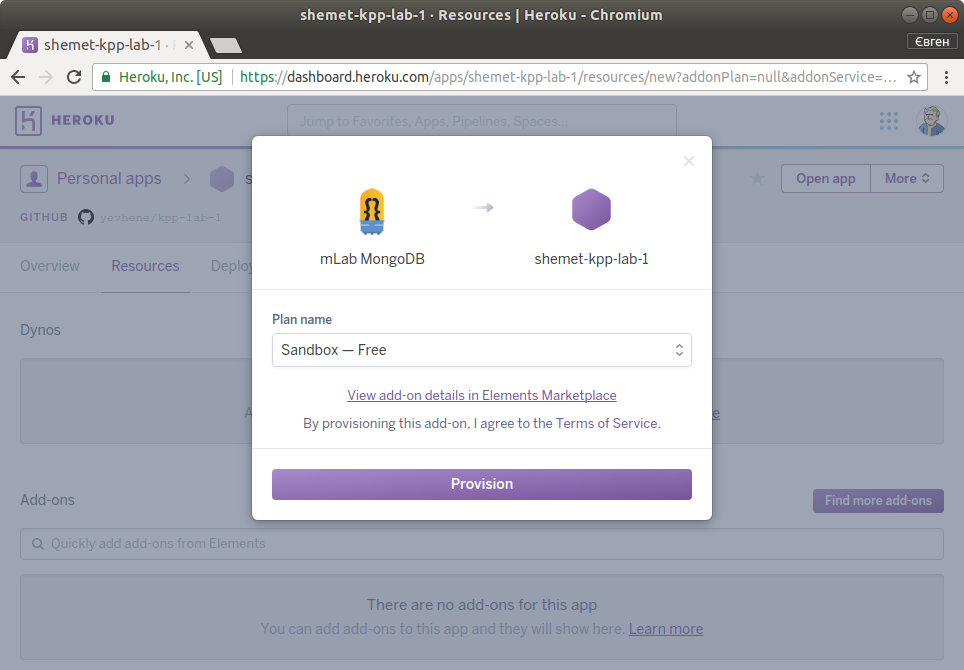 shemet-kpp-lab-1 · Resources | Heroku - Chromium
shemet-kpp-lab-1 ·
Євген
Heroku, Inc. [US]
https://dashboard.heroku.com/apps/shemet-kpp-lab-1/resources/new?addonPlan=null&addonService=...
HEROKU
Jump to Favorites, Apps, Pipelines, Spaces...
Personal apps
s
Open app
More
GITHUB
yevhene/kpp-lab-1
Overview
Resources
Deploy
mLab MongoDB
shemet-kpp-lab-1
Plan name
Sandbox — Free
View add-on details in Elements Marketplace
By provisioning this add-on, I agree to the Terms of Service.
Provision
Dynos
Add-ons
Find more add-ons
Quickly add add-ons from Elements
There are no add-ons for this app
You can add add-ons to this app and they will show here. Learn more